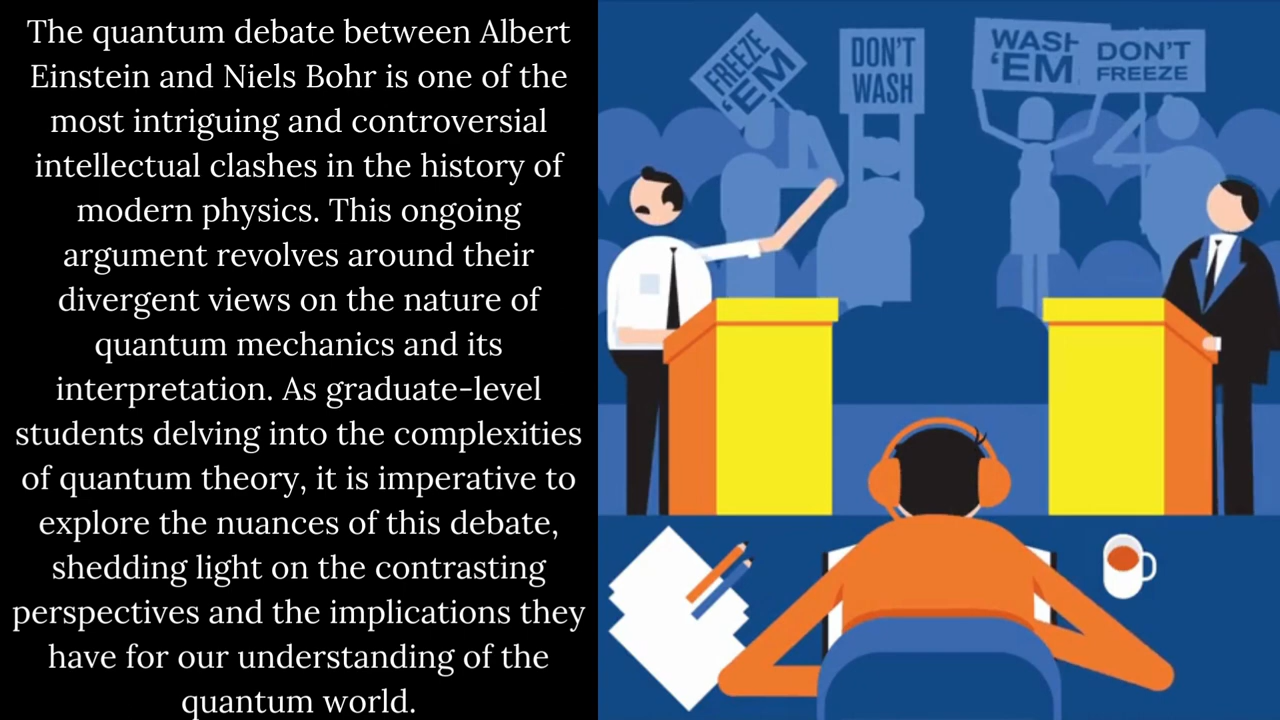 The quantum debate between Albert
Einstein and Niels Bohr is one of the
most intriguing and controversial
intellectual clashes in the history of
modern physics. This ongoing
argument revolves around their
divergent views on the nature of
quantum mechanics and its
interpretation. As graduate-level
students delving into the complexities
of quantum theory, it is imperative to
explore the nuances of this debate,
shedding light on the contrasting
perspectives and the implications they
have for our understanding of the
quantum world.
FREEZE
'EM
DON'T
WASH
WASH
'EM
DON'T
FREEZE